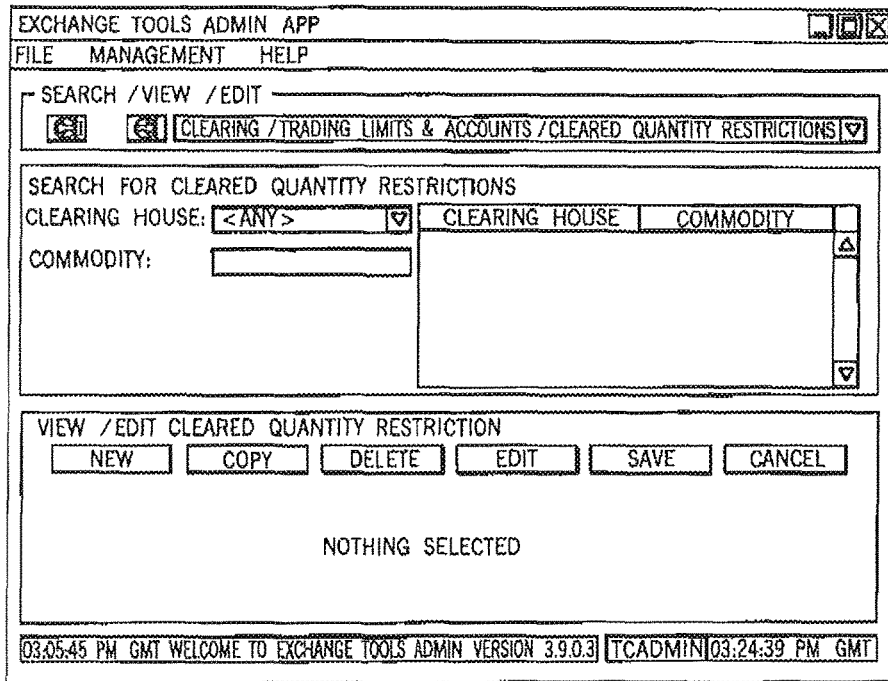 EXCHANGE TOOLS ADMIN APP
FILE MANAGEMENT HELP
SEARCH / VIEW / EDIT
CLEARING / TRADING LIMITS & ACCOUNTS / CLEARED QUANTITY RESTRICTIONS
SEARCH FOR CLEARED QUANTITY RESTRICTIONS
CLEARING HOUSE: <ANY> CLEARING HOUSE COMMODITY
COMMODITY:
VIEW / EDIT CLEARED QUANTITY RESTRICTION
NEW COPY DELETE EDIT SAVE CANCEL
NOTHING SELECTED
03:05:45 PM GMT WELCOME TO EXCHANGE TOOLS ADMIN VERSION 3.9.0.3 TCADMIN 03:24:39 PM GMT